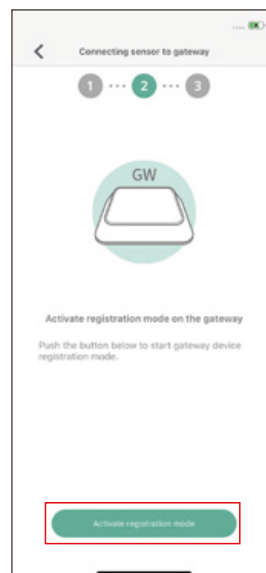 Connecting sensor to gateway
1 ··· 2 ··· 3
GW
Activate registration mode on the gateway
Push the button below to start gateway device
registration mode.
Activate registration mode